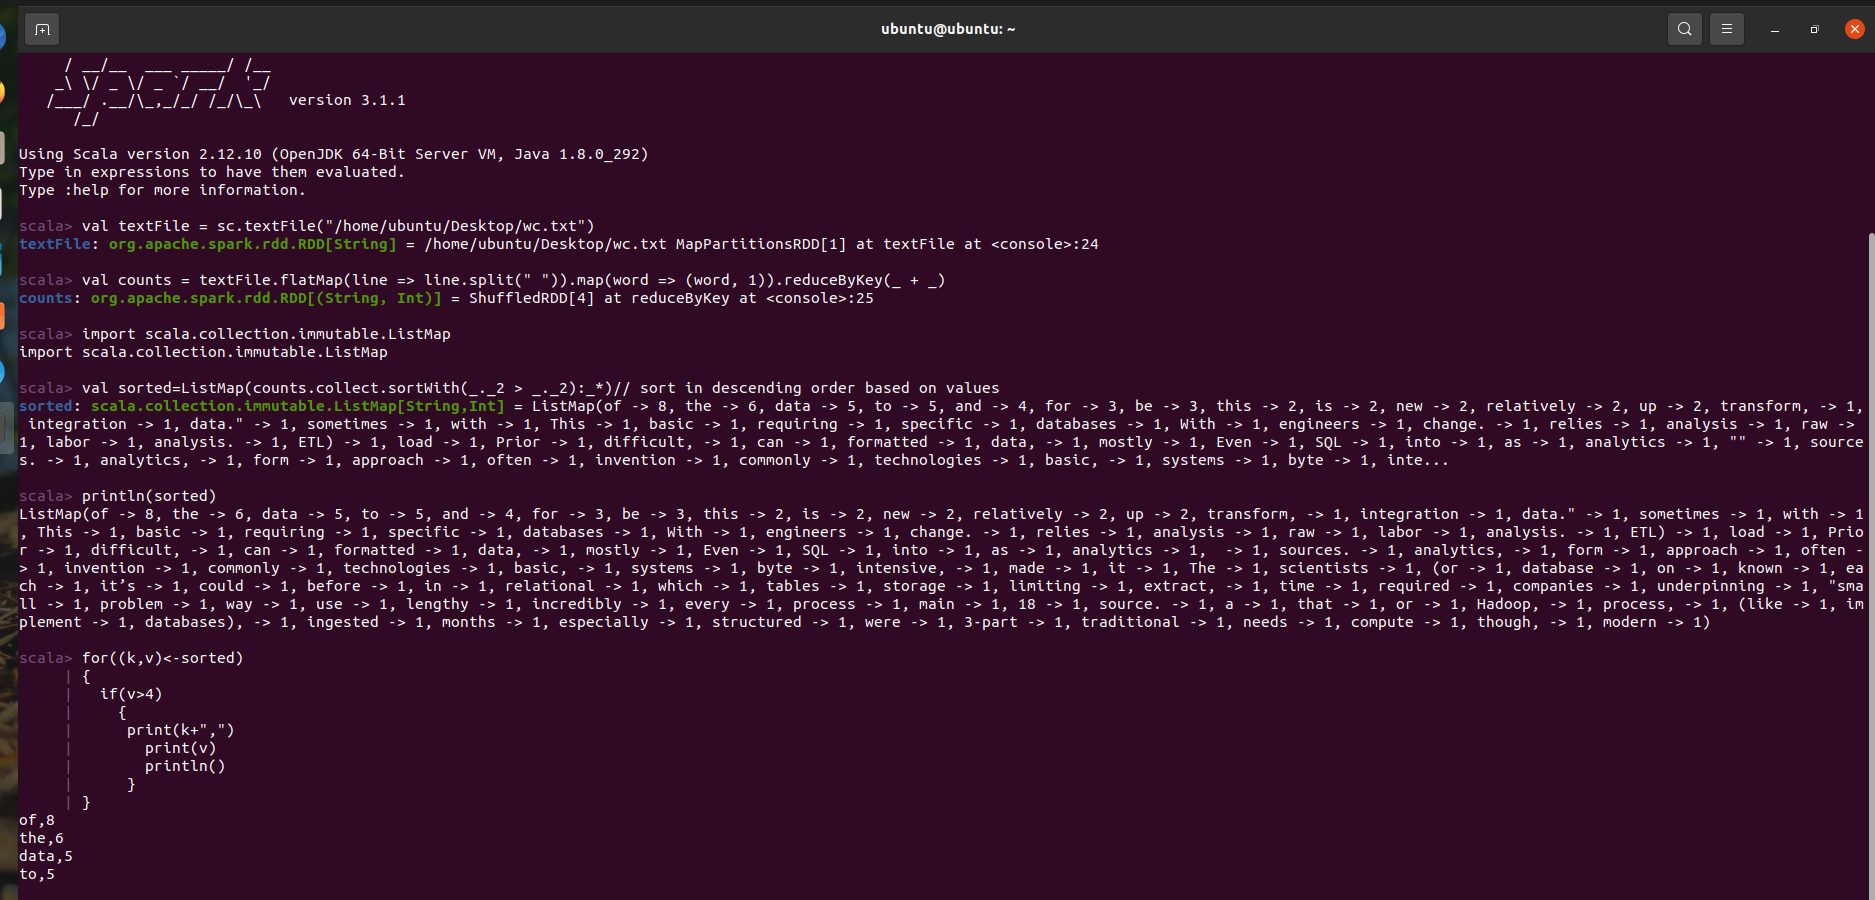 ubuntu@ubuntu: ~
    / __/__  ___ _____/ /__
    _\ \/ _ \/ _ `/ __/  '_/
   /___/ .__/\_,_/_/ /_/\_\   version 3.1.1
      /_/
Using Scala version 2.12.10 (OpenJDK 64-Bit Server VM, Java 1.8.0_292)
Type in expressions to have them evaluated.
Type :help for more information.
scala> val textFile = sc.textFile("/home/ubuntu/Desktop/wc.txt")
textFile: org.apache.spark.rdd.RDD[String] = /home/ubuntu/Desktop/wc.txt MapPartitionsRDD[1] at textFile at <console>:24
scala> val counts = textFile.flatMap(line => line.split(" ")).map(word => (word, 1)).reduceByKey(_ + _)
counts: org.apache.spark.rdd.RDD[(String, Int)] = ShuffledRDD[4] at reduceByKey at <console>:25
scala> import scala.collection.immutable.ListMap
import scala.collection.immutable.ListMap
scala> val sorted=ListMap(counts.collect.sortWith(_._2 > _._2):_*)// sort in descending order based on values
sorted: scala.collection.immutable.ListMap[String,Int] = ListMap(of -> 8, the -> 6, data -> 5, to -> 5, and -> 4, for -> 3, be -> 3, this -> 2, is -> 2, new -> 2, relatively -> 2, up -> 2, transform, -> 1,
 integration -> 1, data." -> 1, sometimes -> 1, with -> 1, This -> 1, basic -> 1, requiring -> 1, specific -> 1, databases -> 1, With -> 1, engineers -> 1, change. -> 1, relies -> 1, analysis -> 1, raw ->
1, labor -> 1, analysis. -> 1, ETL) -> 1, load -> 1, Prior -> 1, difficult, -> 1, can -> 1, formatted -> 1, data, -> 1, mostly -> 1, Even -> 1, SQL -> 1, into -> 1, as -> 1, analytics -> 1, "" -> 1, source
s. -> 1, analytics, -> 1, form -> 1, approach -> 1, often -> 1, invention -> 1, commonly -> 1, technologies -> 1, basic, -> 1, systems -> 1, byte -> 1, inte...
scala> println(sorted)
ListMap(of -> 8, the -> 6, data -> 5, to -> 5, and -> 4, for -> 3, be -> 3, this -> 2, is -> 2, new -> 2, relatively -> 2, up -> 2, transform, -> 1, integration -> 1, data." -> 1, sometimes -> 1, with -> 1
, This -> 1, basic -> 1, requiring -> 1, specific -> 1, databases -> 1, With -> 1, engineers -> 1, change. -> 1, relies -> 1, analysis -> 1, raw -> 1, labor -> 1, analysis. -> 1, ETL) -> 1, load -> 1, Prio
r -> 1, difficult, -> 1, can -> 1, formatted -> 1, data, -> 1, mostly -> 1, Even -> 1, SQL -> 1, into -> 1, as -> 1, analytics -> 1,  -> 1, sources. -> 1, analytics, -> 1, form -> 1, approach -> 1, often -
> 1, invention -> 1, commonly -> 1, technologies -> 1, basic, -> 1, systems -> 1, byte -> 1, intensive, -> 1, made -> 1, it -> 1, The -> 1, scientists -> 1, (or -> 1, database -> 1, on -> 1, known -> 1, ea
ch -> 1, it’s -> 1, could -> 1, before -> 1, in -> 1, relational -> 1, which -> 1, tables -> 1, storage -> 1, limiting -> 1, extract, -> 1, time -> 1, required -> 1, companies -> 1, underpinning -> 1, "sma
ll -> 1, problem -> 1, way -> 1, use -> 1, lengthy -> 1, incredibly -> 1, every -> 1, process -> 1, main -> 1, 18 -> 1, source. -> 1, a -> 1, that -> 1, or -> 1, Hadoop, -> 1, process, -> 1, (like -> 1, im
plement -> 1, databases), -> 1, ingested -> 1, months -> 1, especially -> 1, structured -> 1, were -> 1, 3-part -> 1, traditional -> 1, needs -> 1, compute -> 1, though, -> 1, modern -> 1)
scala> for((k,v)<-sorted)
     | {
     |   if(v>4)
     |     {
     |      print(k+",")
     |        print(v)
     |        println()
     |      }
     | }
of,8
the,6
data,5
to,5